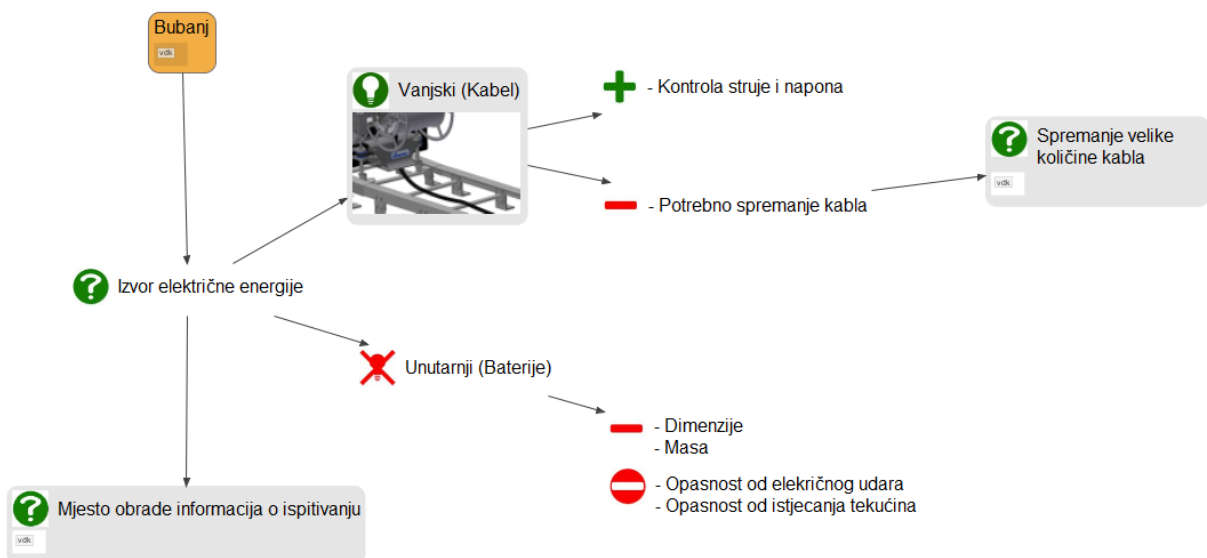 Bubanj
vdk
Vanjski (Kabel)
- Kontrola struje i napona
- Potrebno spremanje kabla
Spremanje velike
količine kabla
vdk
Izvor električne energije
Unutarnji (Baterije)
- Dimenzije
- Masa
- Opasnost od elekričnog udara
- Opasnost od istjecanja tekućina
Mjesto obrade informacija o ispitivanju
vdk